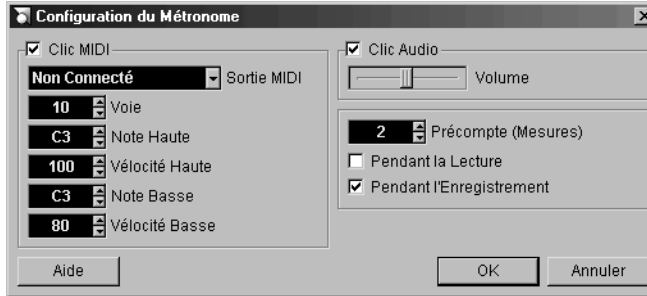 Configuration du Métronome
Clic MIDI
Non Connecté Sortie MIDI
10 Voie
C3 Note Haute
100 Vélocité Haute
C3 Note Basse
80 Vélocité Basse
Clic Audio
Volume
2 Précompte (Mesures)
Pendant la Lecture
Pendant l'Enregistrement
Aide
OK
Annuler